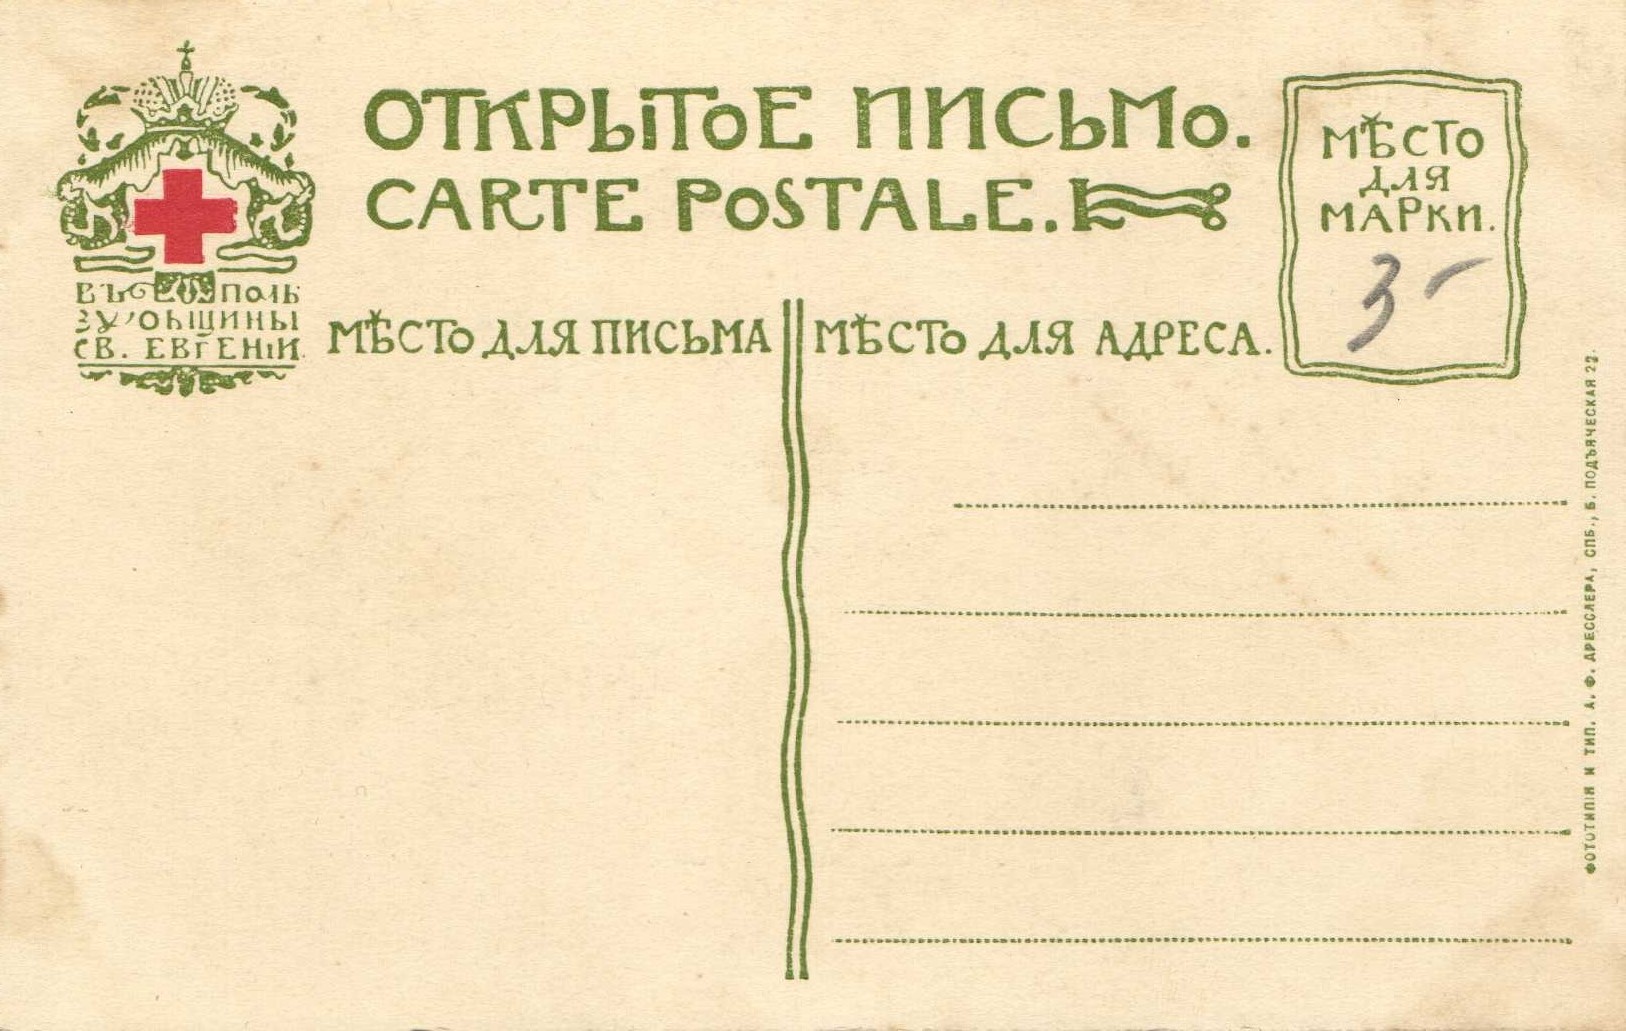 ОТКРЫТОЕ ПИСЬМО.
CARTE POSTALE.
МѢСТО
ДЛЯ
МАРКИ.
3-
ВЪ ПОЛЬ
ЗУ ОБЩИНЫ
СВ. ЕВГЕНІИ.
МѢСТО ДЛЯ ПИСЬМА
МѢСТО ДЛЯ АДРЕСА.
ФОТОТИПІЯ И ТИП. А. Ф. ДРЕССЛЕРА, СПБ., Б. ПОДЪЯЧЕСКАЯ 22.